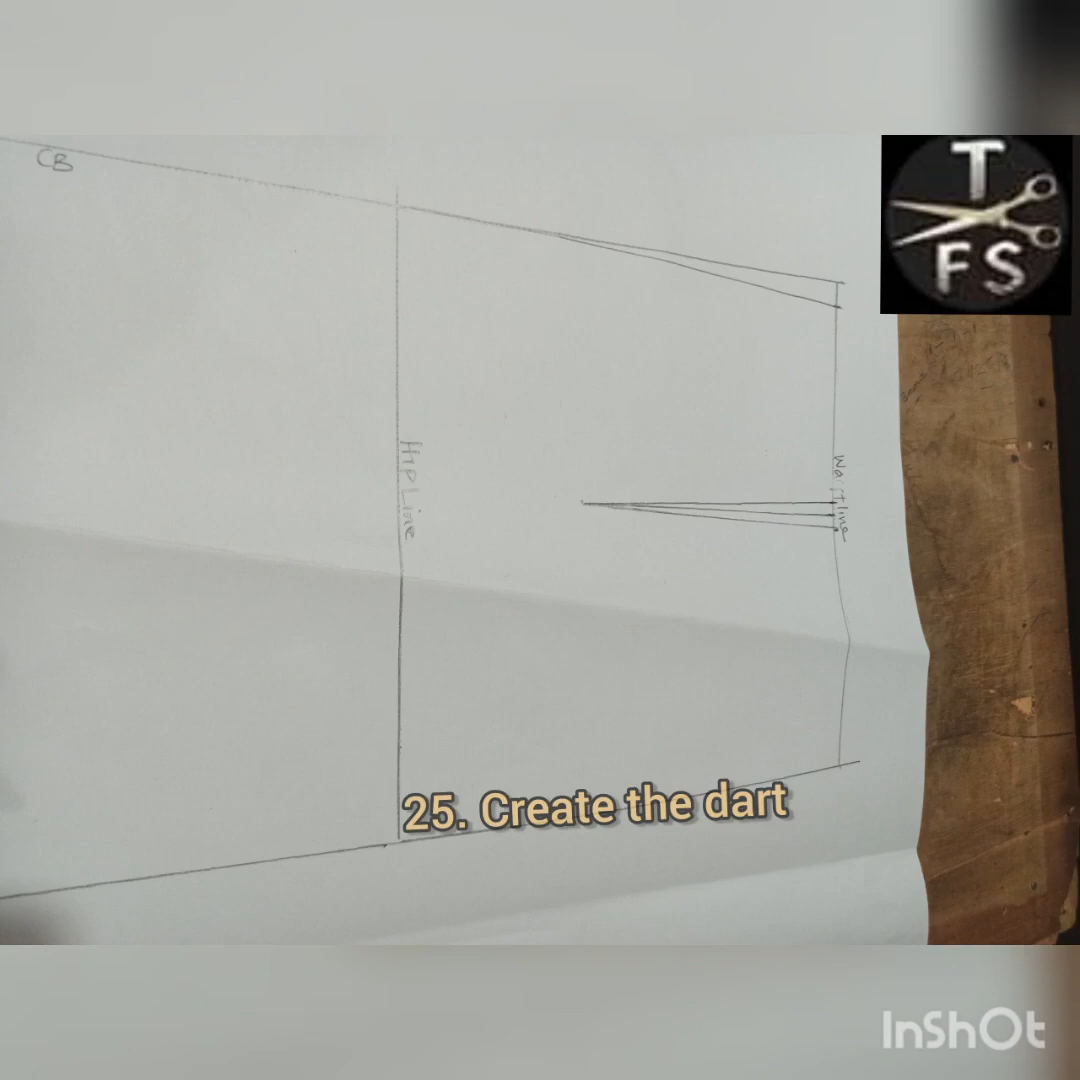 CB
T
FS
Hip Line
Waistline
25. Create the dart
InShOt